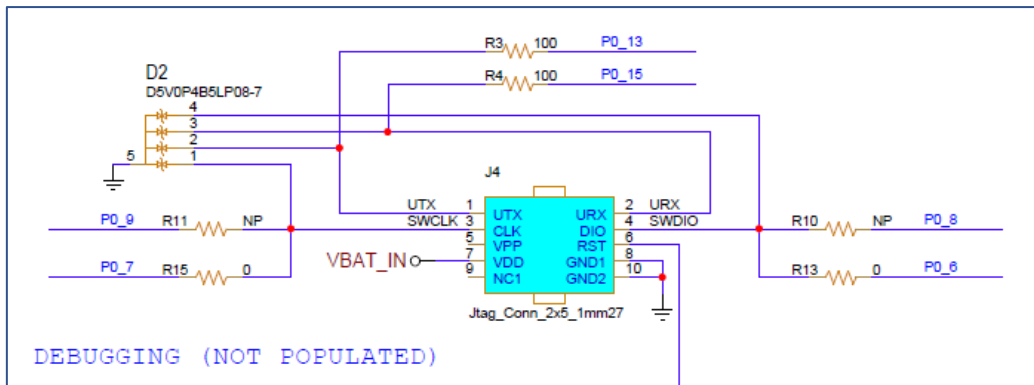 R3 100 P0_13
R4 100 P0_15
D2
D5V0P4B5LP08-7
4
3
2
5 1
J4
UTX 1 UTX URX 2 URX
SWCLK 3 CLK DIO 4 SWDIO
5 VPP RST 6
VBAT_IN 7 VDD GND1 8
9 NC1 GND2 10
Jtag_Conn_2x5_1mm27
P0_9 R11 NP
P0_7 R15 0
R10 NP P0_8
R13 0 P0_6
DEBUGGING (NOT POPULATED)